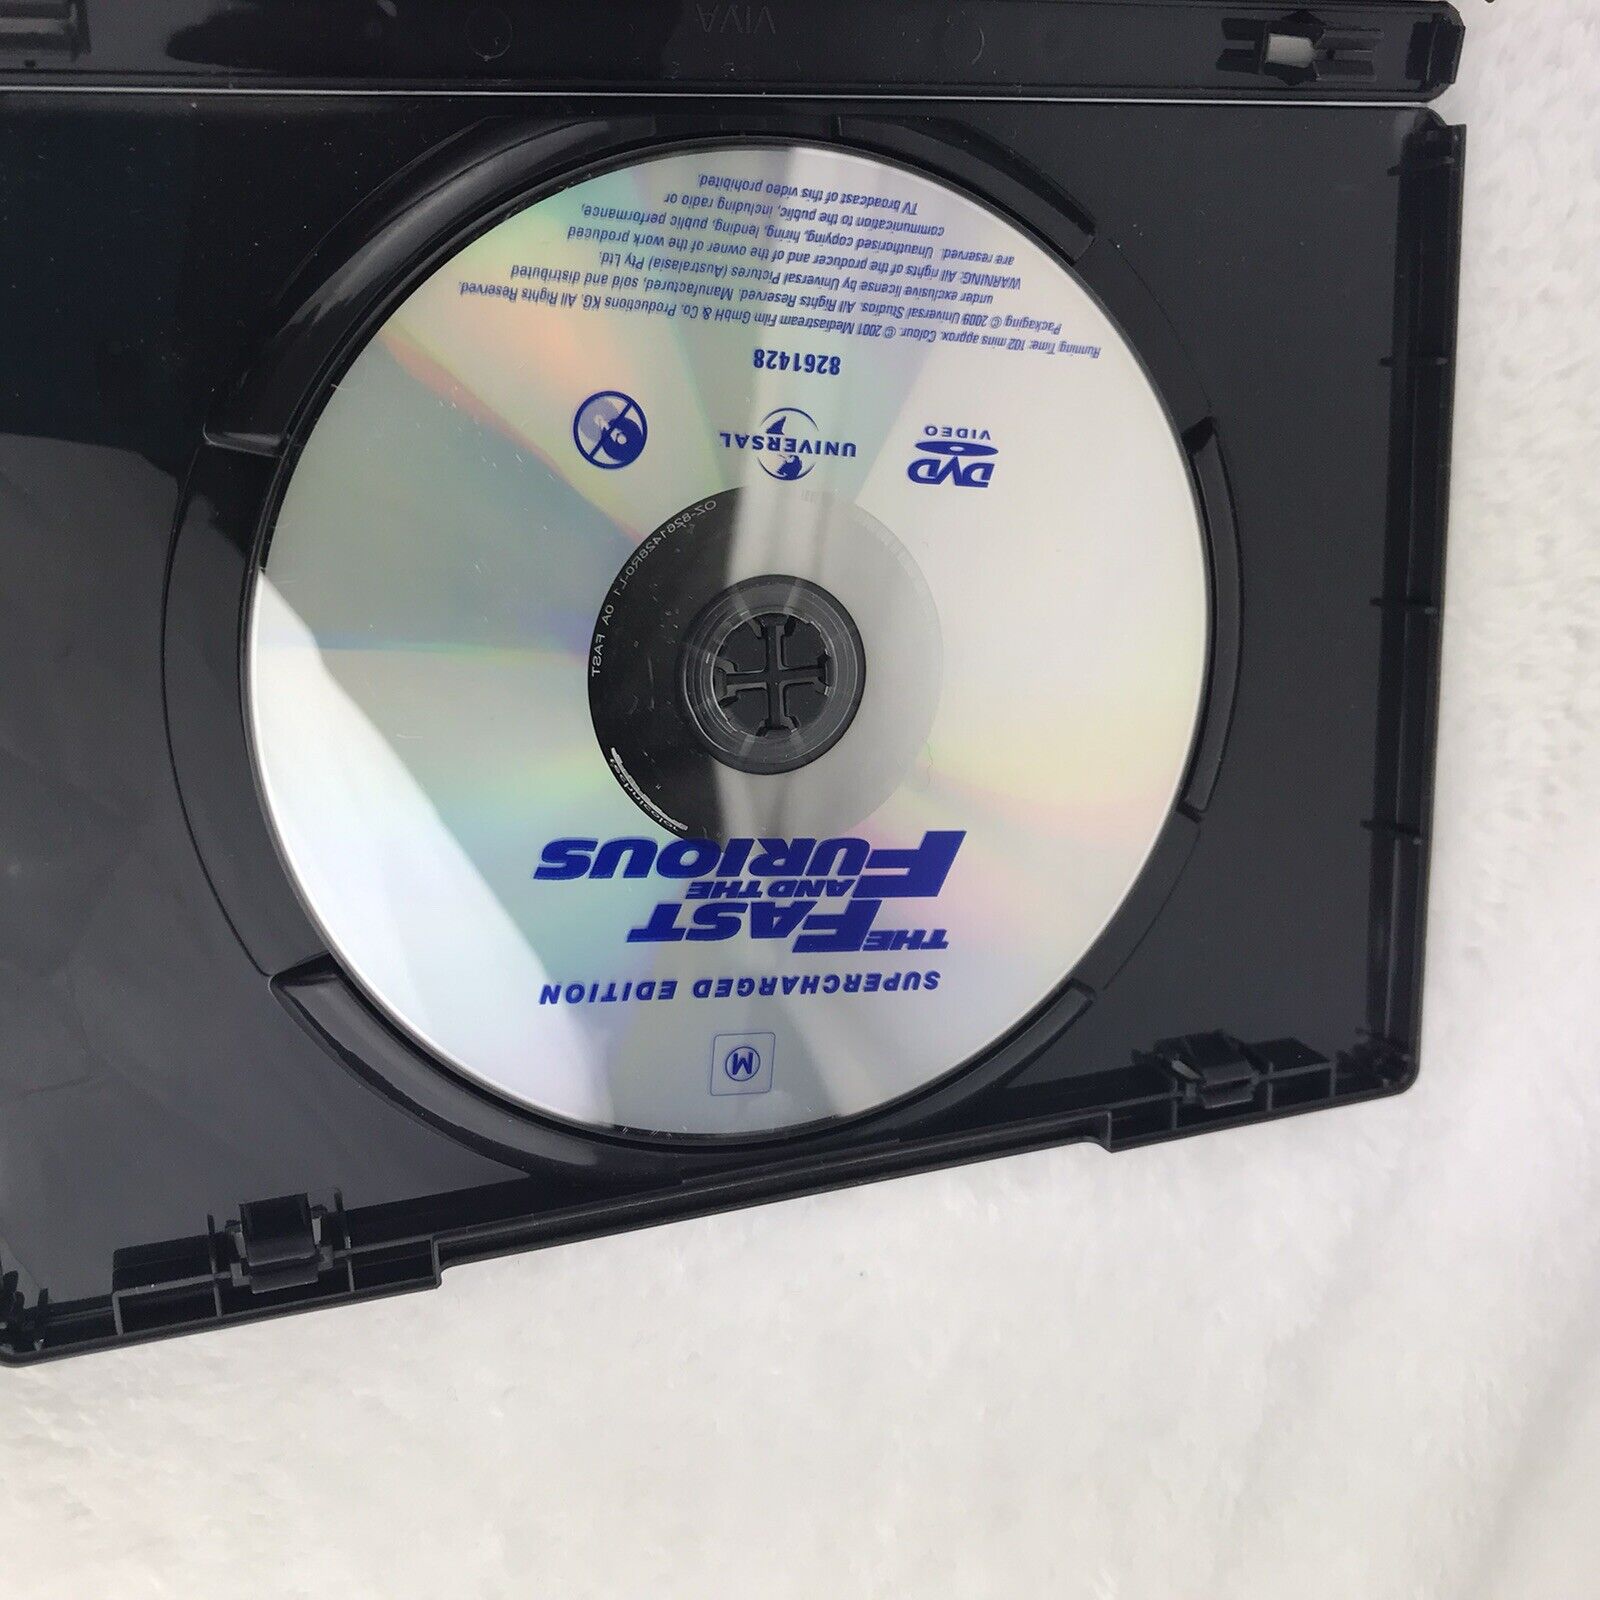 M
SUPERCHARGED EDITION
THE FAST
AND THE
FURIOUS
DVD
VIDEO
UNIVERSAL
8261428
Running Time: 102 mins approx. Colour. © 2001 Mediastream Film GmbH & Co. Productions KG. All Rights Reserved.
Packaging © 2009 Universal Studios. All Rights Reserved. Manufactured, sold and distributed
under exclusive license by Universal Pictures (Australasia) Pty Ltd.
WARNING: All rights of the producer and of the owner of the work produced
are reserved. Unauthorised copying, hiring, lending, public performance,
communication to the public, including radio or
TV broadcast of this video prohibited.
OZ-8261428R0-L1 0A FAST
VIVA